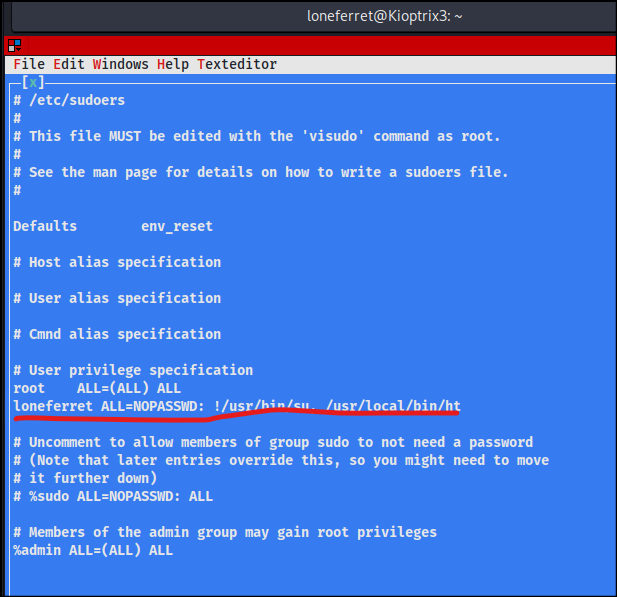 loneferret@Kioptrix3: ~
File Edit Windows Help Texteditor
[x]
# /etc/sudoers
#
# This file MUST be edited with the 'visudo' command as root.
#
# See the man page for details on how to write a sudoers file.
#
Defaults        env_reset
# Host alias specification
# User alias specification
# Cmnd alias specification
# User privilege specification
root    ALL=(ALL) ALL
loneferret ALL=NOPASSWD: !/usr/bin/su, /usr/local/bin/ht
# Uncomment to allow members of group sudo to not need a password
# (Note that later entries override this, so you might need to move
# it further down)
# %sudo ALL=NOPASSWD: ALL
# Members of the admin group may gain root privileges
%admin ALL=(ALL) ALL